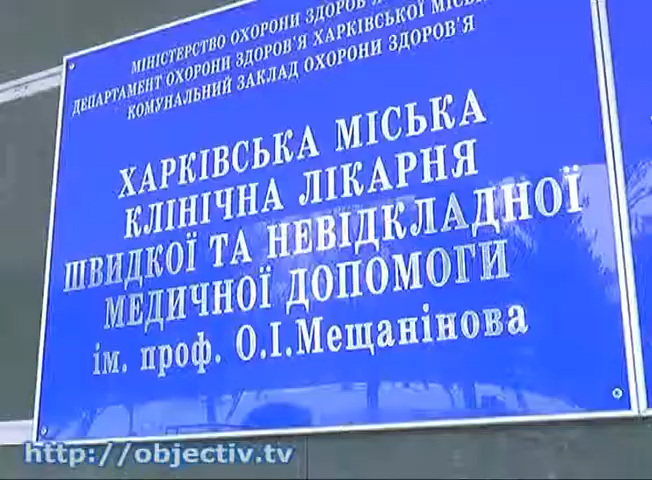 МІНІСТЕРСТВО ОХОРОНИ
ДЕПАРТАМЕНТ ОХОРОНИ ЗДОРОВ'Я ХАРКІВСЬКОЇ
КОМУНАЛЬНИЙ ЗАКЛАД ОХОРОНИ ЗДОРОВ'Я
ХАРКІВСЬКА МІСЬКА
КЛІНІЧНА ЛІКАРНЯ
ШВИДКОЇ ТА НЕВІДКЛАДНОЇ
МЕДИЧНОЇ ДОПОМОГИ
ім. проф. О.І.Мещанінова
http://objectiv.tv